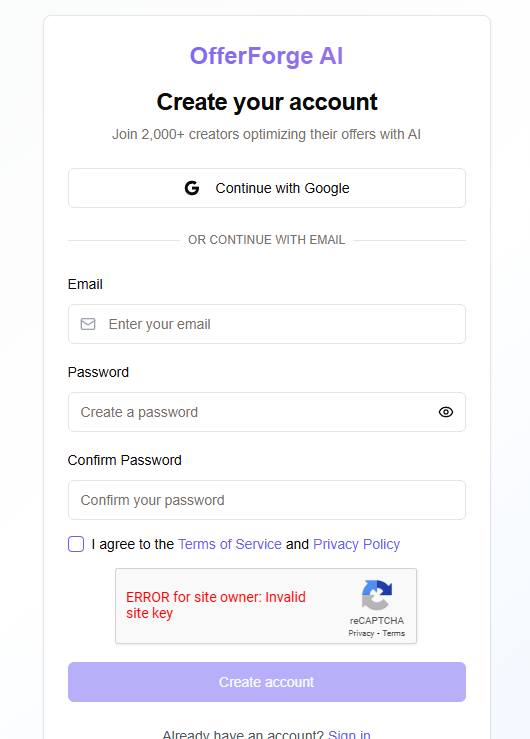 OfferForge AI
Create your account
Join 2,000+ creators optimizing their offers with AI
Continue with Google
OR CONTINUE WITH EMAIL
Email
Enter your email
Password
Create a password
Confirm Password
Confirm your password
I agree to the Terms of Service and Privacy Policy
ERROR for site owner: Invalid
site key
reCAPTCHA
Privacy - Terms
Create account
Already have an account? Sign in